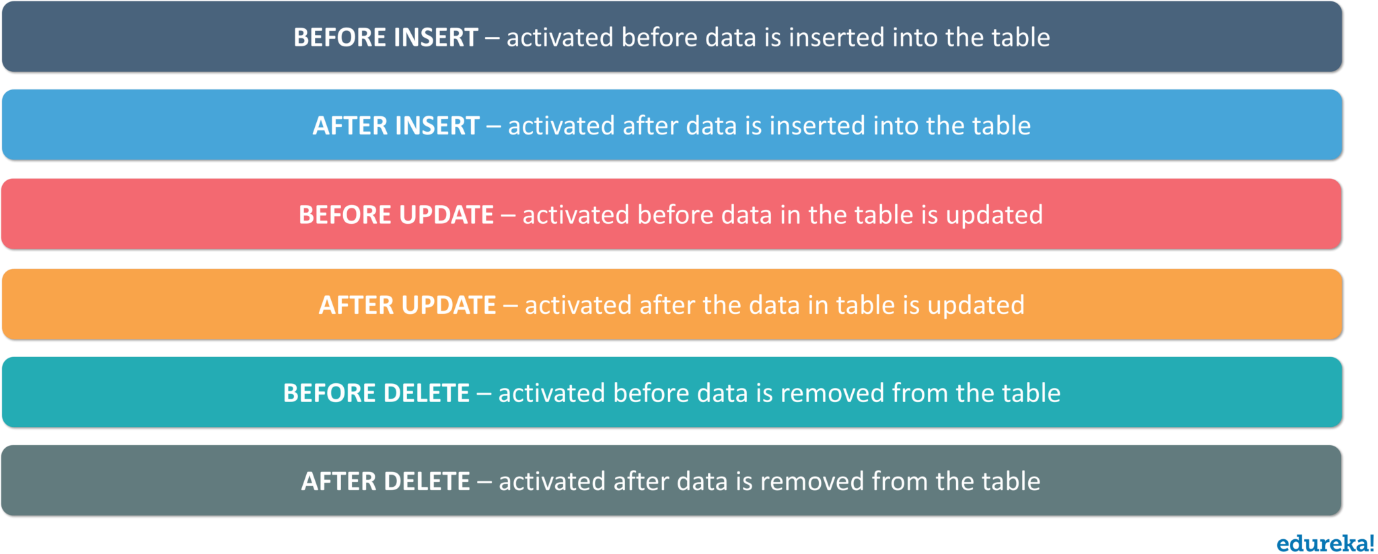 BEFORE INSERT – activated before data is inserted into the table
AFTER INSERT – activated after data is inserted into the table
BEFORE UPDATE – activated before data in the table is updated
AFTER UPDATE – activated after the data in table is updated
BEFORE DELETE – activated before data is removed from the table
AFTER DELETE – activated after data is removed from the table
edureka!